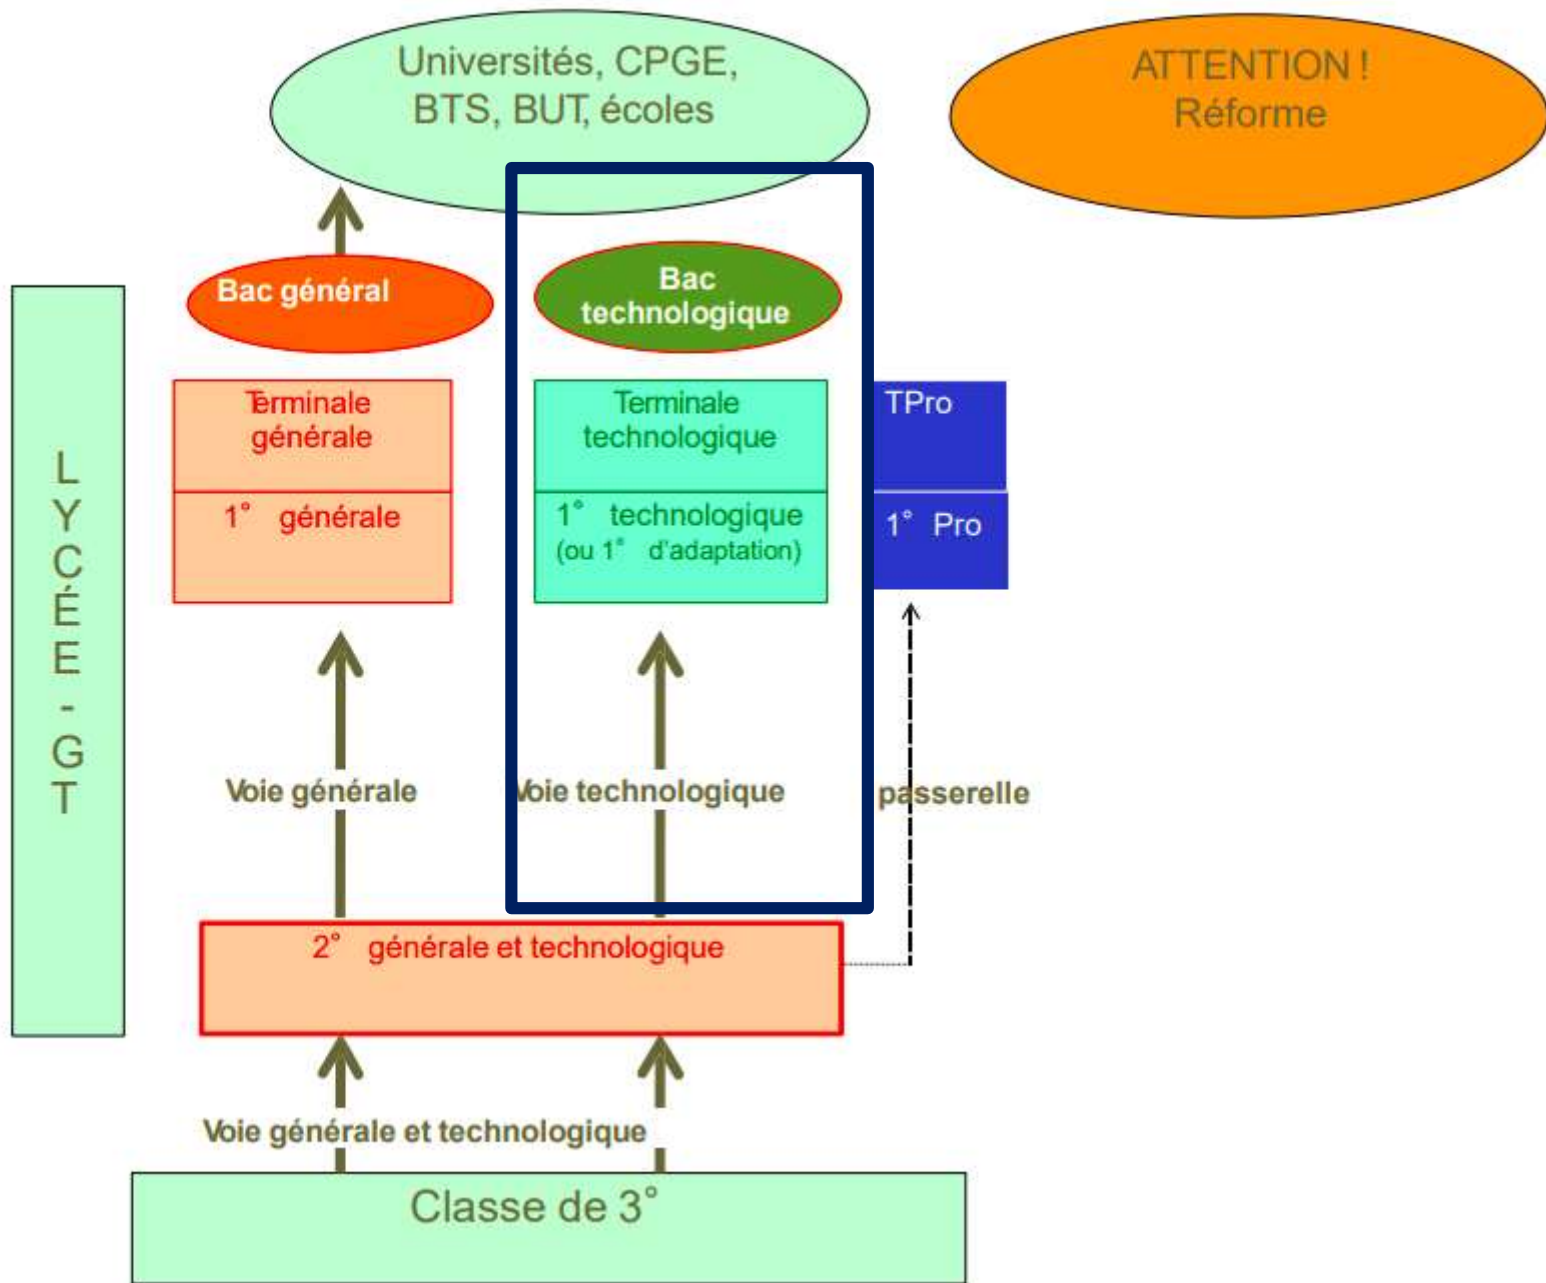 Universités, CPGE,
BTS, BUT, écoles
ATTENTION !
Réforme
Bac général
Bac
technologique
Terminale
générale
Terminale
technologique
TPro
1° générale
1° technologique
(ou 1° d'adaptation)
1° Pro
L
Y
C
É
E
-
G
T
Voie générale
Voie technologique
passerelle
2° générale et technologique
Voie générale et technologique
Classe de 3°